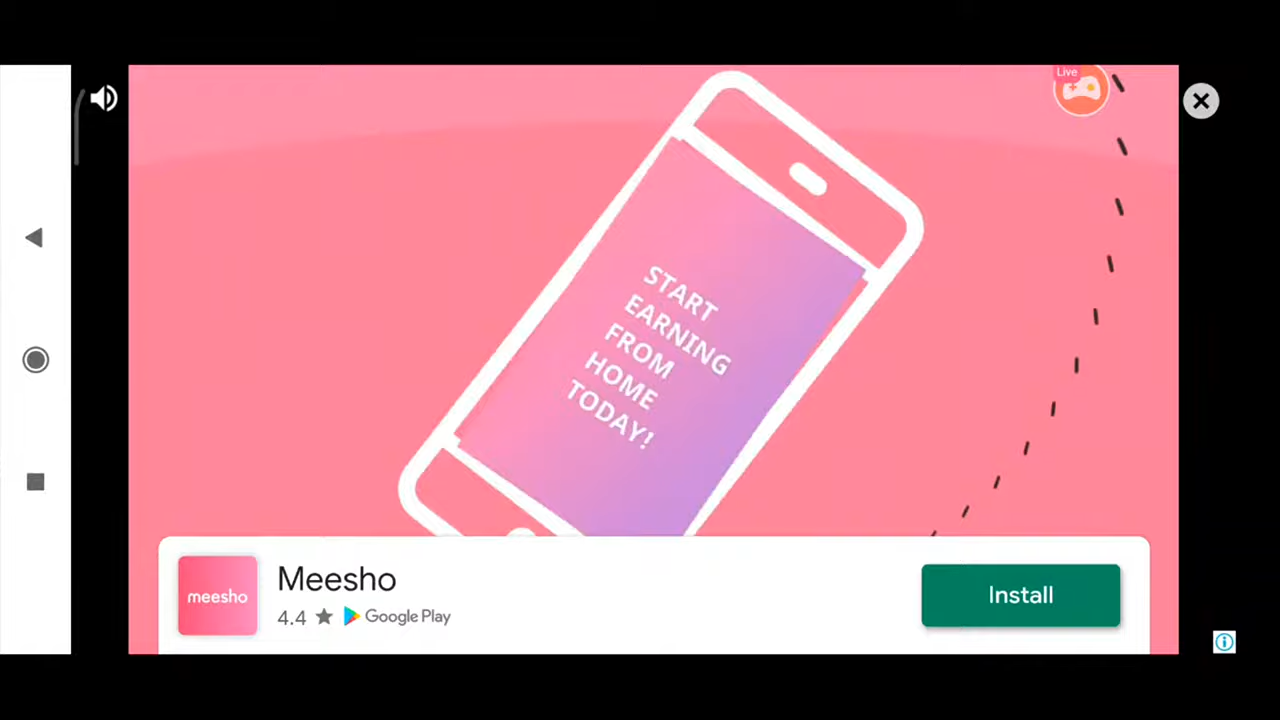 Live
START
EARNING
FROM
HOME
TODAY!
meesho
Meesho
4.4 ★ Google Play
Install